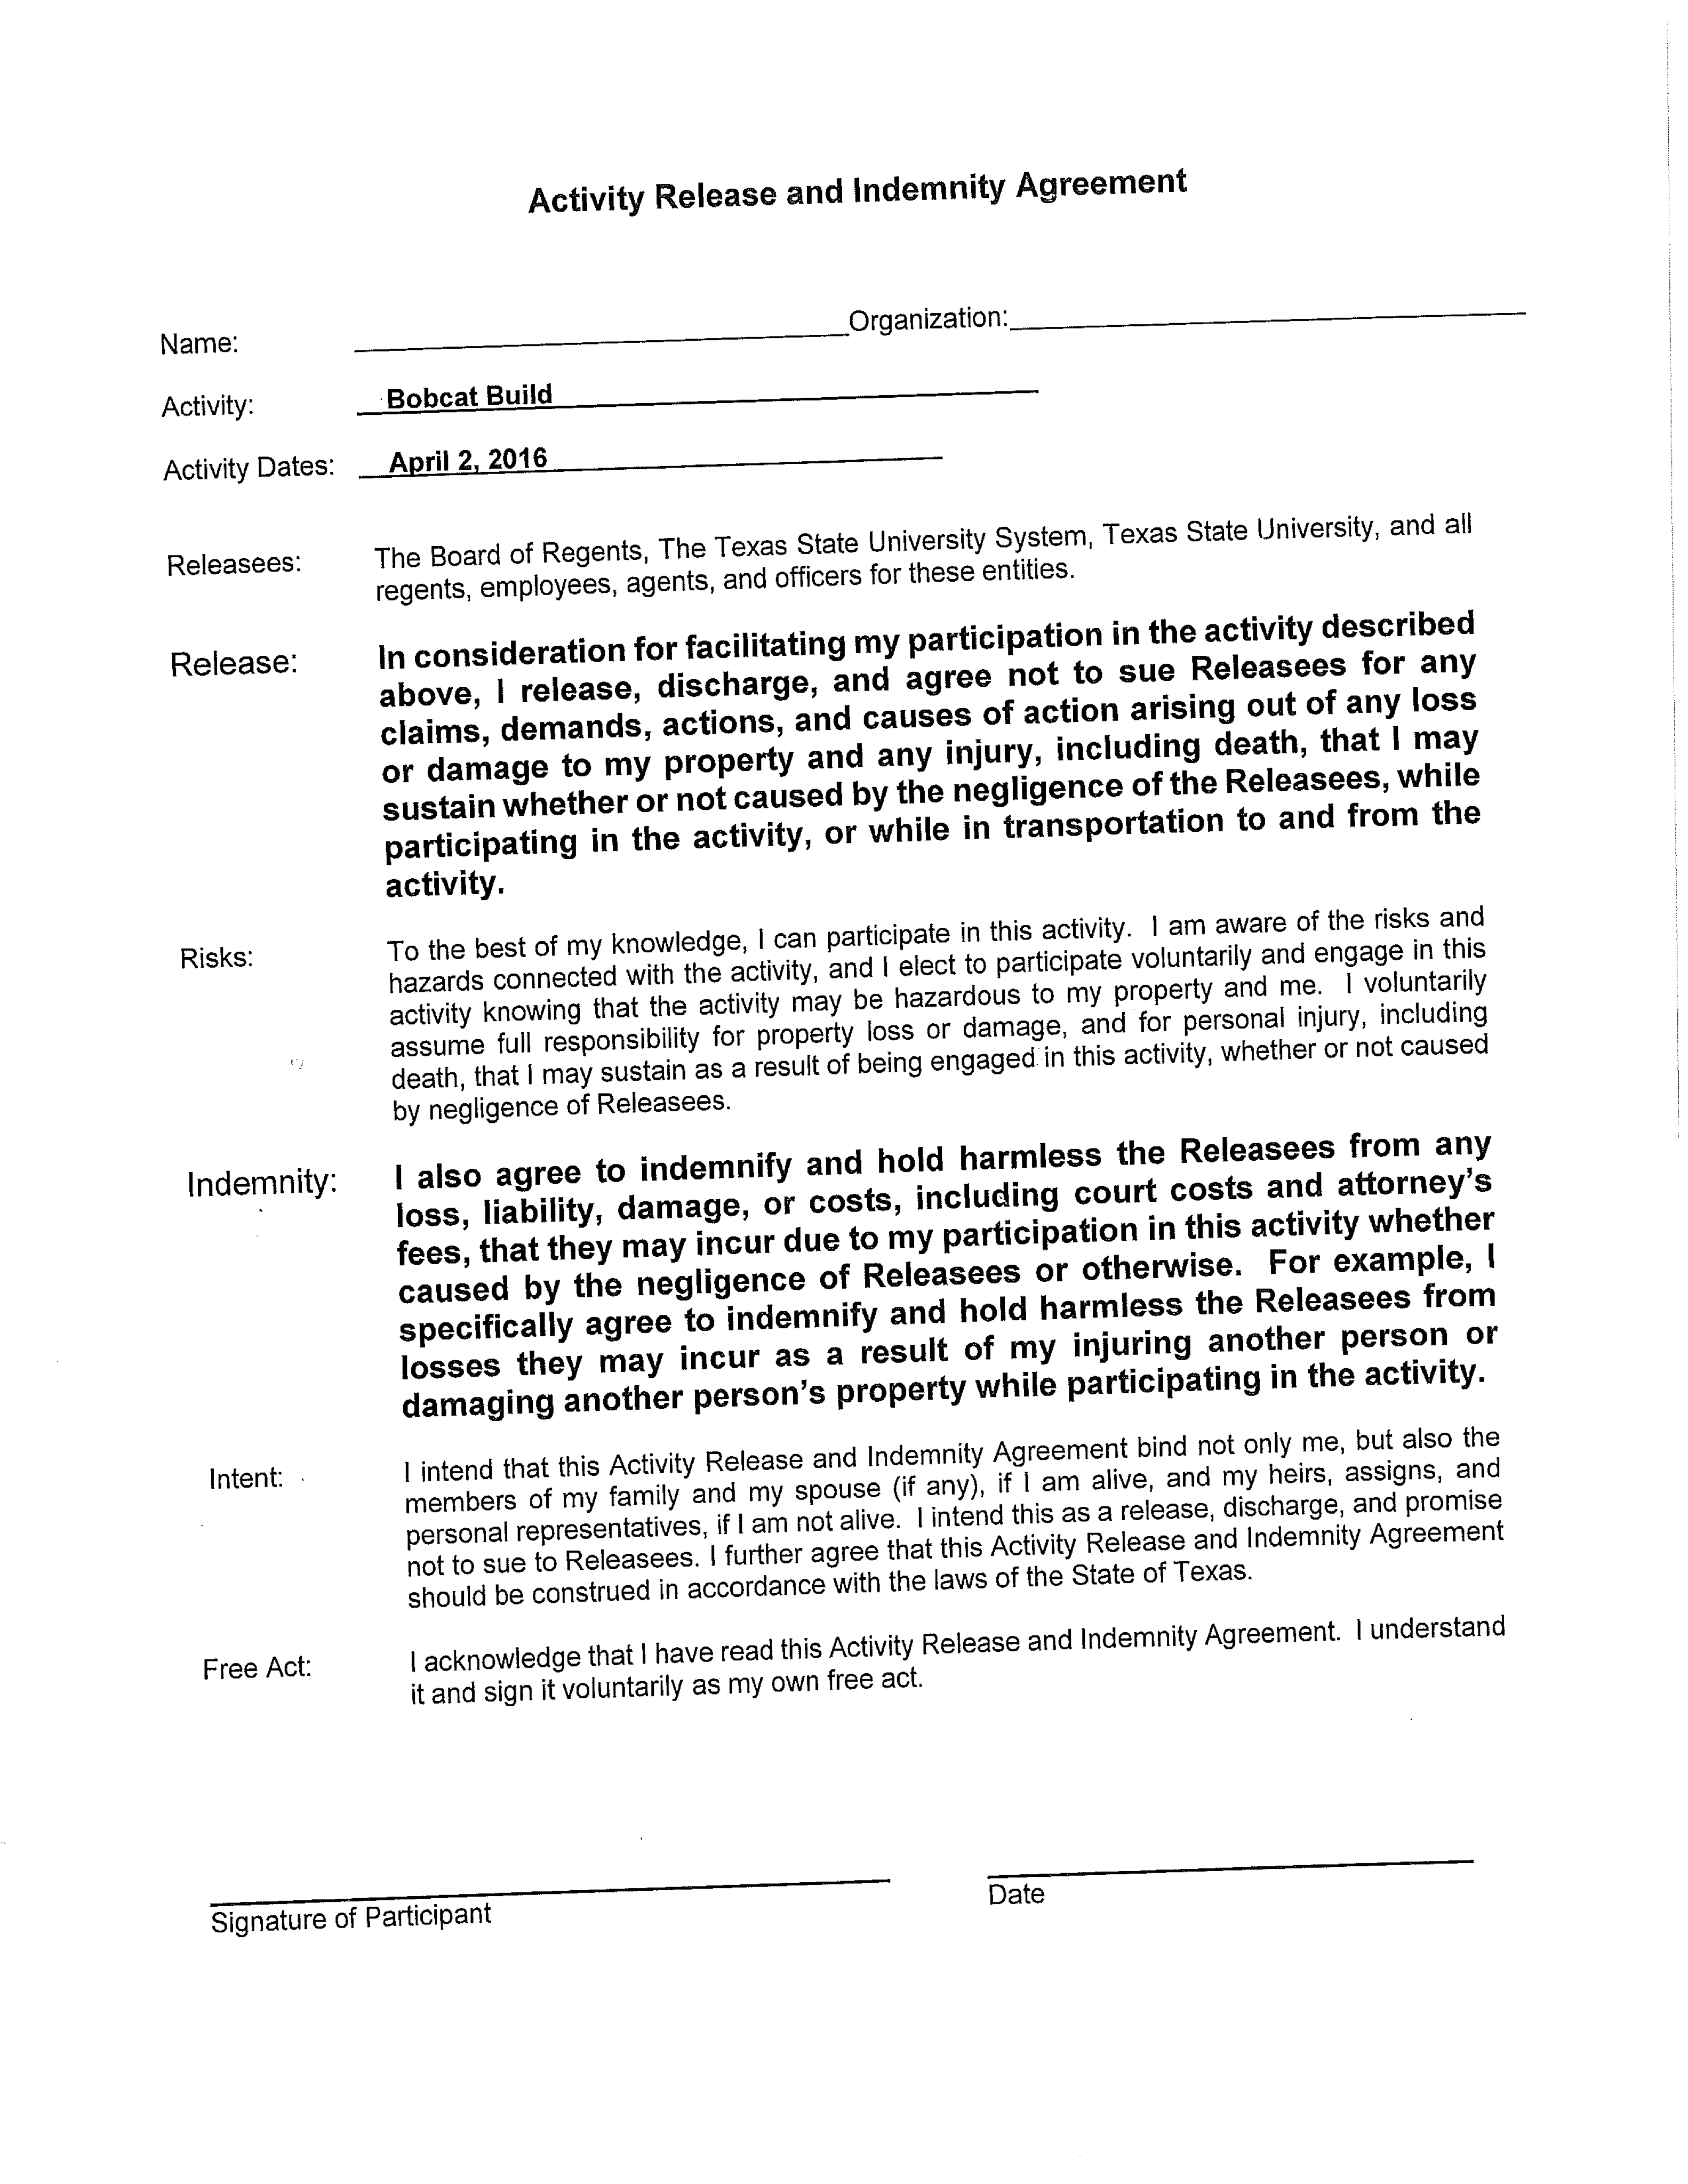 Activity Release and Indemnity Agreement
Name: Organization:
Activity: Bobcat Build
Activity Dates: April 2, 2016
Releasees: The Board of Regents, The Texas State University System, Texas State University, and all
regents, employees, agents, and officers for these entities.
Release: In consideration for facilitating my participation in the activity described
above, I release, discharge, and agree not to sue Releasees for any
claims, demands, actions, and causes of action arising out of any loss
or damage to my property and any injury, including death, that I may
sustain whether or not caused by the negligence of the Releasees, while
participating in the activity, or while in transportation to and from the
activity.
Risks: To the best of my knowledge, I can participate in this activity. I am aware of the risks and
hazards connected with the activity, and I elect to participate voluntarily and engage in this
activity knowing that the activity may be hazardous to my property and me. I voluntarily
assume full responsibility for property loss or damage, and for personal injury, including
death, that I may sustain as a result of being engaged in this activity, whether or not caused
by negligence of Releasees.
Indemnity: I also agree to indemnify and hold harmless the Releasees from any
loss, liability, damage, or costs, including court costs and attorney's
fees, that they may incur due to my participation in this activity whether
caused by the negligence of Releasees or otherwise. For example, I
specifically agree to indemnify and hold harmless the Releasees from
losses they may incur as a result of my injuring another person or
damaging another person's property while participating in the activity.
Intent: I intend that this Activity Release and Indemnity Agreement bind not only me, but also the
members of my family and my spouse (if any), if I am alive, and my heirs, assigns, and
personal representatives, if I am not alive. I intend this as a release, discharge, and promise
not to sue to Releasees. I further agree that this Activity Release and Indemnity Agreement
should be construed in accordance with the laws of the State of Texas.
Free Act: I acknowledge that I have read this Activity Release and Indemnity Agreement. I understand
it and sign it voluntarily as my own free act.
Signature of Participant Date